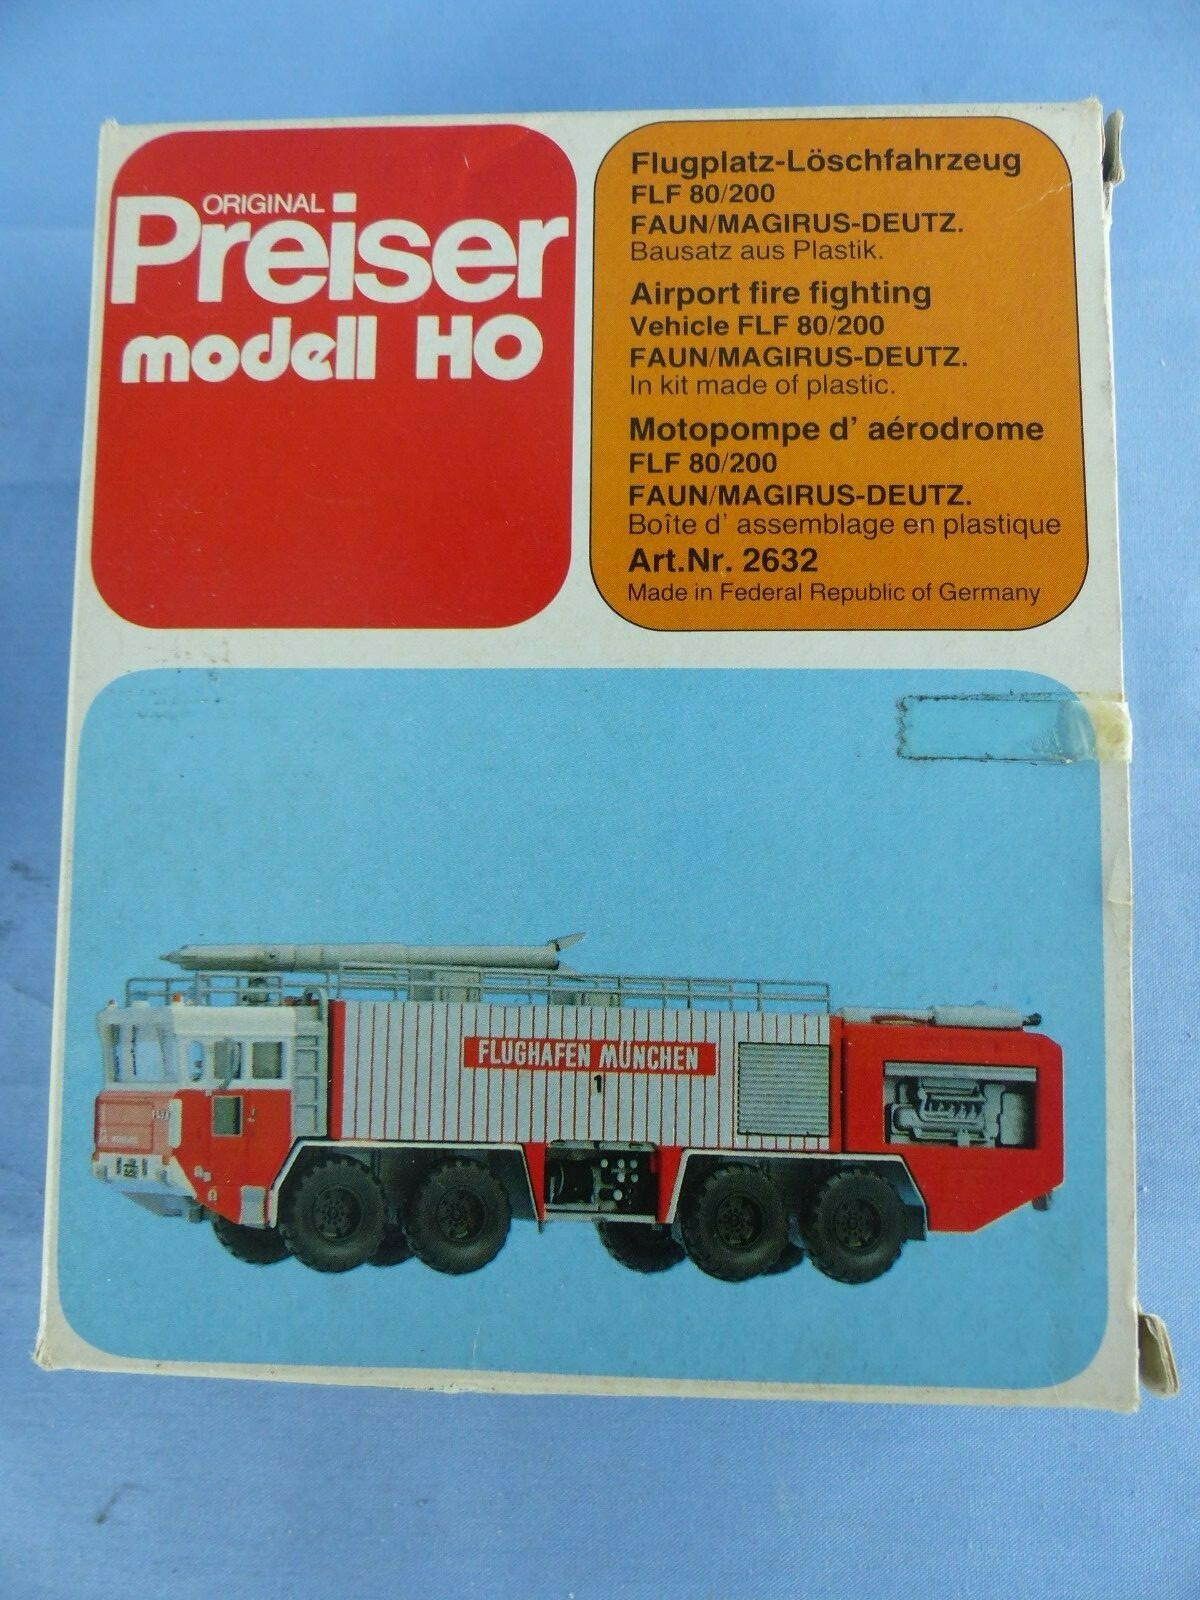 ORIGINAL
Preiser
modell HO
Flugplatz-Löschfahrzeug
FLF 80/200
FAUN/MAGIRUS-DEUTZ.
Bausatz aus Plastik.
Airport fire fighting
Vehicle FLF 80/200
FAUN/MAGIRUS-DEUTZ.
In kit made of plastic.
Motopompe d' aérodrome
FLF 80/200
FAUN/MAGIRUS-DEUTZ.
Boîte d' assemblage en plastique
Art.Nr. 2632
Made in Federal Republic of Germany
FLUGHAFEN MÜNCHEN
1